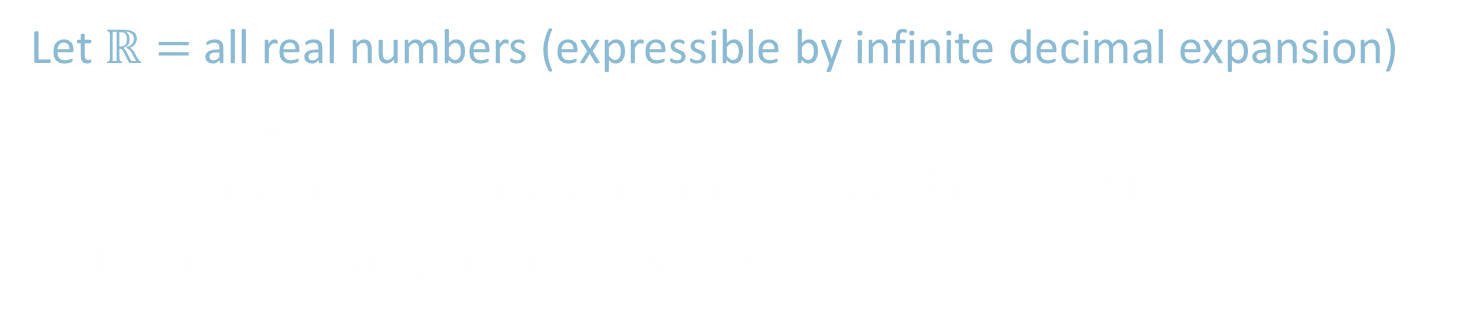 Let ℝ = all real numbers (expressible by infinite decimal expansion)